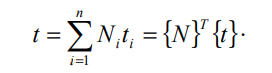 t = \sum_{i=1}^{n} N_i t_i = \{N\}^T \{t\}.